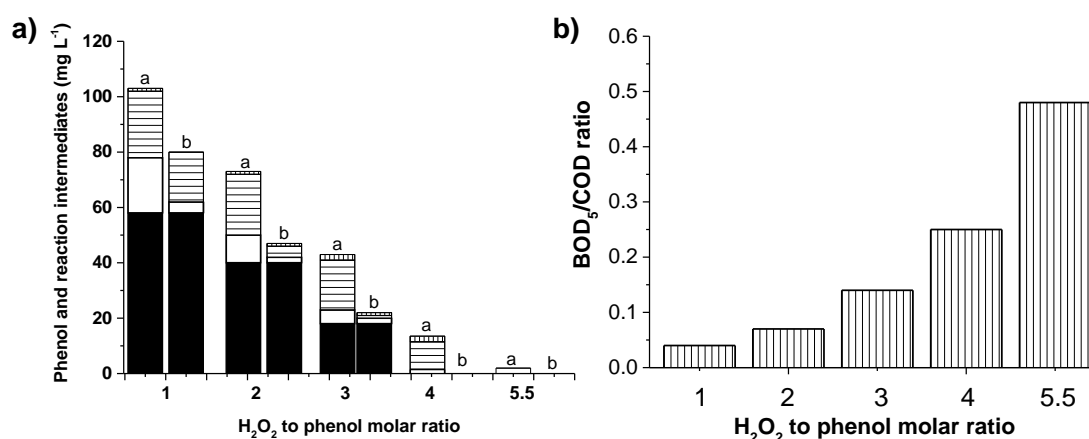 a)
Phenol and reaction intermediates (mg L⁻¹)
120
100
80
60
40
20
0
a
b
a
b
a
b
a
b
a
b
1
2
3
4
5.5
H₂O₂ to phenol molar ratio
b)
BOD₅/COD ratio
0.6
0.5
0.4
0.3
0.2
0.1
0.0
1
2
3
4
5.5
H₂O₂ to phenol molar ratio